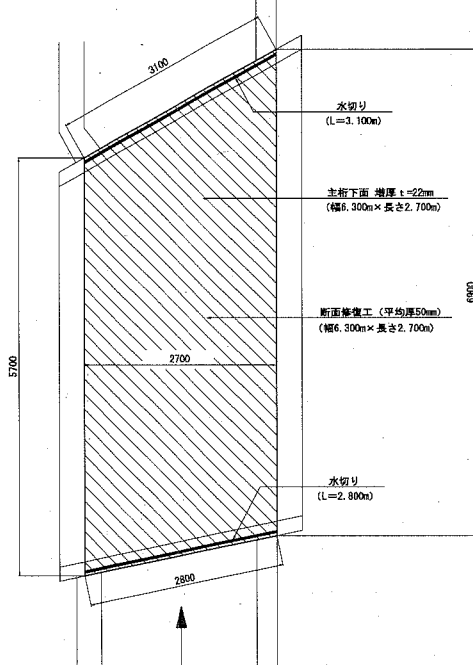 3100
水切り
(L=3.100m)
主桁下面 増厚 t=22mm
(幅6.300m×長さ2.700m)
6900
断面修復工 (平均厚50mm)
(幅6.300m×長さ2.700m)
5700
2700
水切り
(L=2.800m)
2800